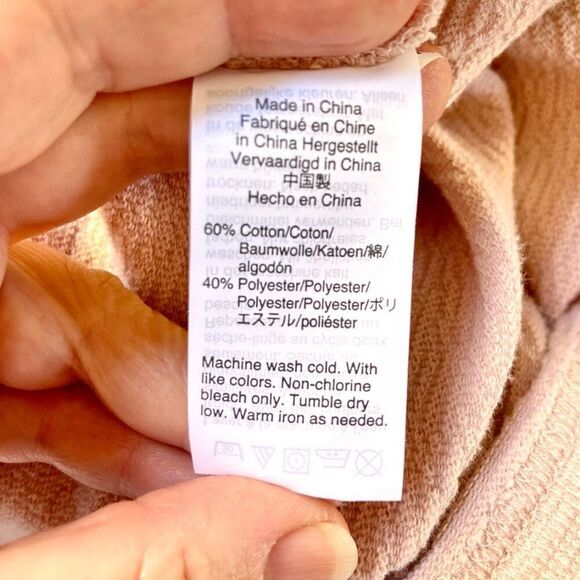 Made in China
Fabriqué en Chine
in China Hergestellt
Vervaardigd in China
中国製
Hecho en China
60% Cotton/Coton/
Baumwolle/Katoen/綿/
algodón
40% Polyester/Polyester/
Polyester/Polyester/ポリ
エステル/poliéster
Machine wash cold. With
like colors. Non-chlorine
bleach only. Tumble dry
low. Warm iron as needed.